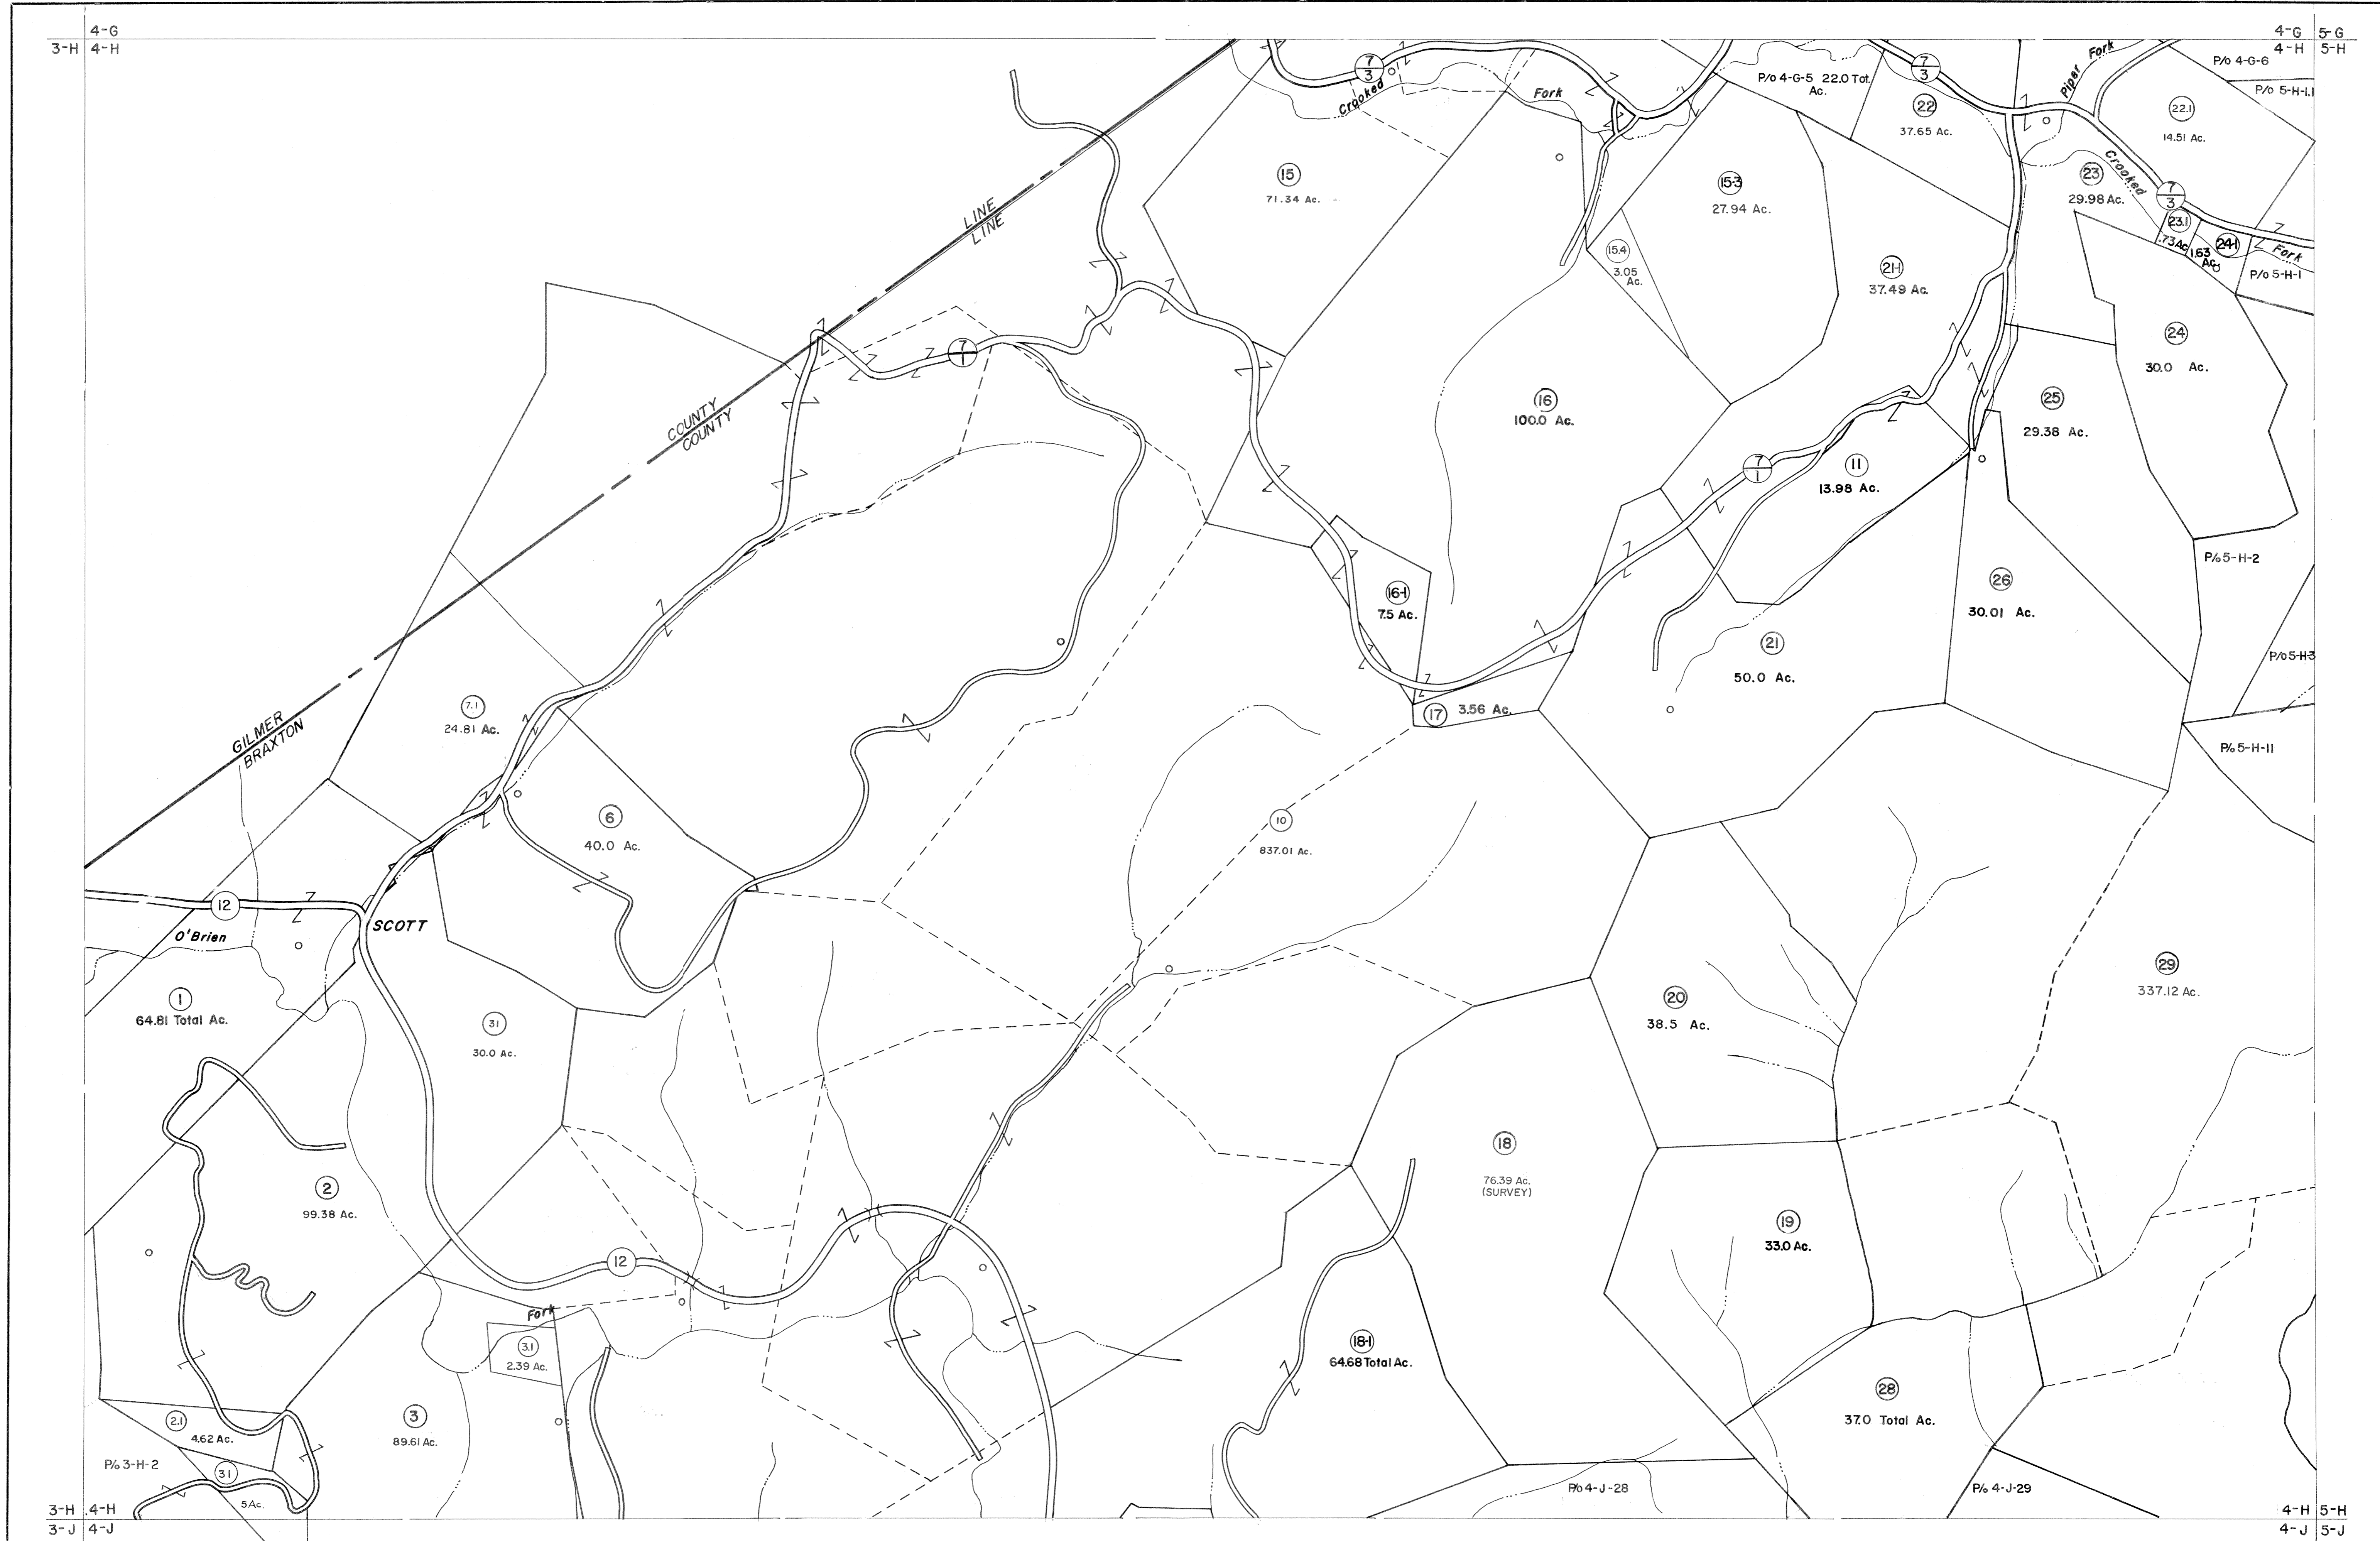 4-G
3-H 4-H
4-G 5-G
4-H 5-H
7
3
Crooked
Fork
P/o 4-G-5 22.0 Tot.
Ac.
7
3
Piper
Fork
P/o 4-G-6
P/o 5-H-1.1
22
37.65 Ac.
22.1
14.51 Ac.
Crooked
15
71.34 Ac.
15-3
27.94 Ac.
23
29.98 Ac.
7
3
23.1
.73 Ac.
24-1
1.63
Ac.
Fork
P/o 5-H-1
LINE
LINE
15.4
3.05
Ac.
21-1
37.49 Ac.
24
30.0 Ac.
7
1
COUNTY
COUNTY
16
100.0 Ac.
25
29.38 Ac.
7
1
11
13.98 Ac.
P/o 5-H-2
26
30.01 Ac.
16-1
7.5 Ac.
21
50.0 Ac.
P/o 5-H-3
7.1
24.81 Ac.
17
3.56 Ac.
GILMER
BRAXTON
P/o 5-H-11
6
40.0 Ac.
10
837.01 Ac.
12
SCOTT
O'Brien
29
337.12 Ac.
1
64.81 Total Ac.
20
38.5 Ac.
31
30.0 Ac.
18
76.39 Ac.
(SURVEY)
2
99.38 Ac.
19
33.0 Ac.
12
Fork
3.1
2.39 Ac.
18-1
64.68 Total Ac.
28
37.0 Total Ac.
3
89.61 Ac.
2.1
4.62 Ac.
P/o 3-H-2
31
5 Ac.
P/o 4-J-28
P/o 4-J-29
3-H 4-H
3-J 4-J
4-H 5-H
4-J 5-J